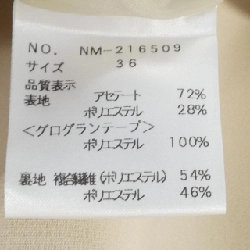 NO. NM-216509
サイズ 36
品質表示
表地 アセテート 72%
ポリエステル 28%
<グログランテープ>
ポリエステル 100%
裏地 複合繊維(ポリエステル) 54%
ポリエステル 46%